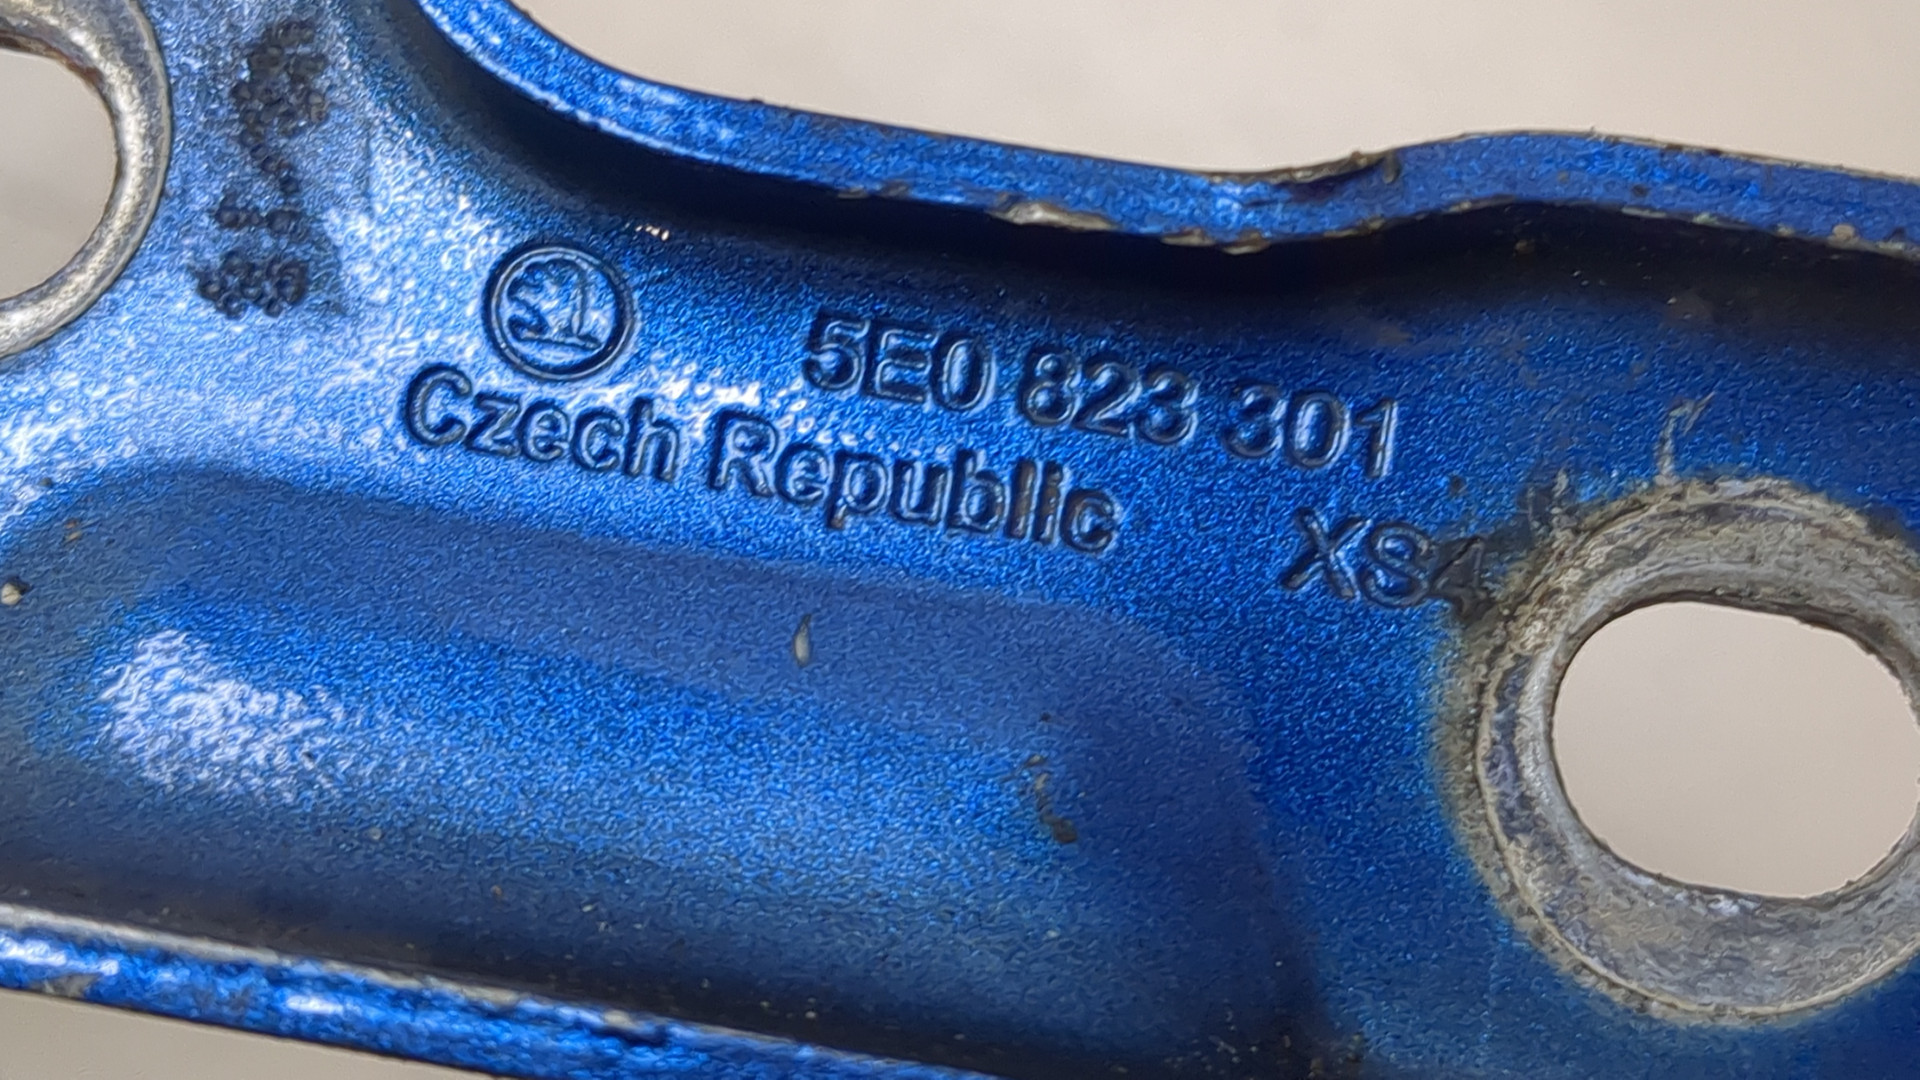 5E0 823 301
Czech Republic
XS4